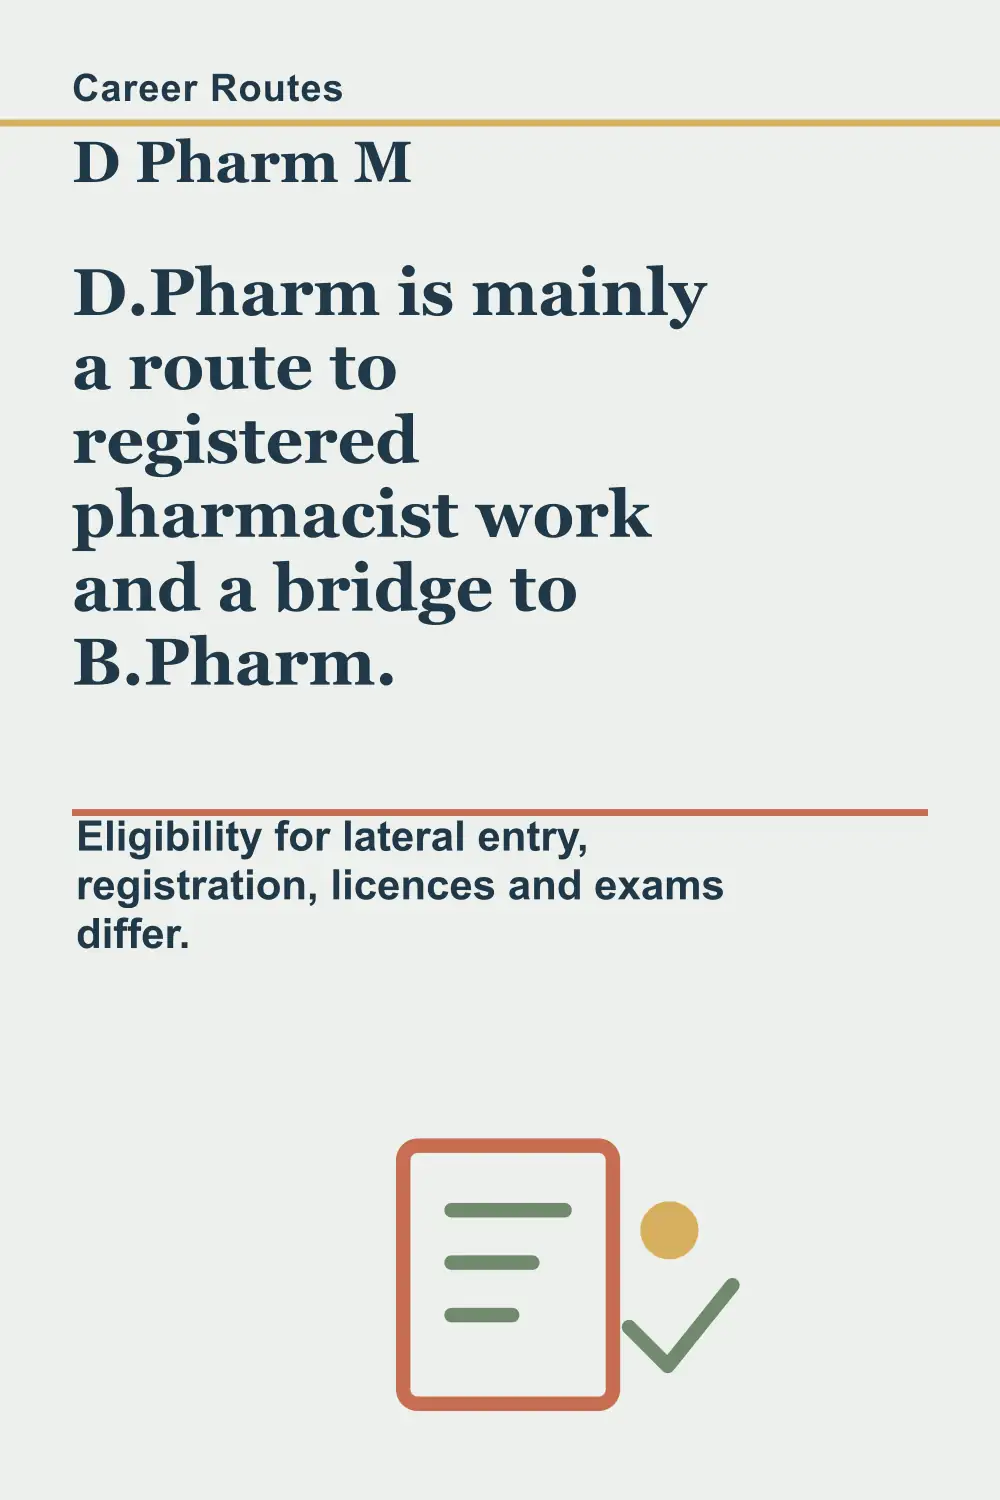 Career Routes
D Pharm M
D.Pharm is mainly
a route to
registered
pharmacist work
and a bridge to
B.Pharm.
Eligibility for lateral entry,
registration, licences and exams
differ.